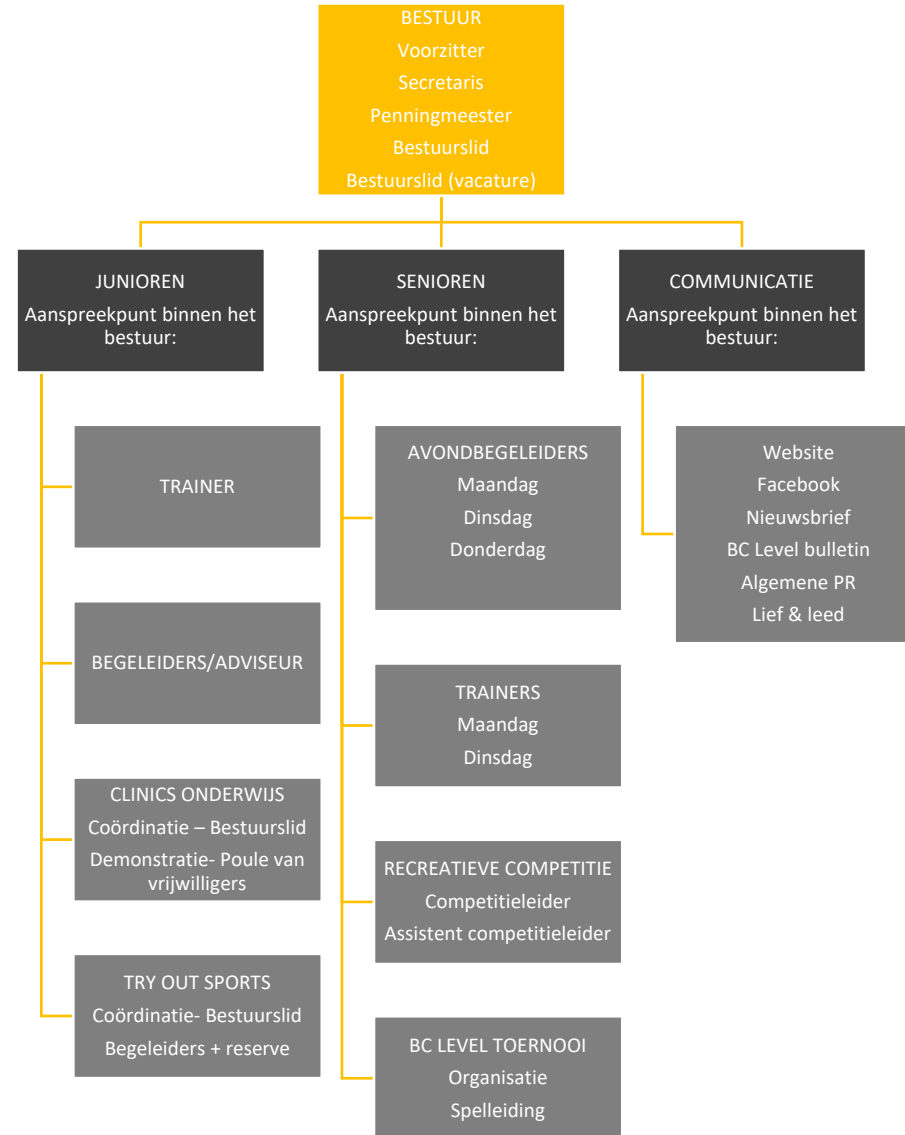 BESTUUR
Voorzitter
Secretaris
Penningmeester
Bestuurslid
Bestuurslid (vacature)
JUNIOREN
Aanspreekpunt binnen het
bestuur:
SENIOREN
Aanspreekpunt binnen het
bestuur:
COMMUNICATIE
Aanspreekpunt binnen het
bestuur:
TRAINER
BEGELEIDERS/ADVISEUR
CLINICS ONDERWIJS
Coördinatie – Bestuurslid
Demonstratie- Poule van
vrijwilligers
TRY OUT SPORTS
Coördinatie- Bestuurslid
Begeleiders + reserve
AVONDBEGELEIDERS
Maandag
Dinsdag
Donderdag
TRAINERS
Maandag
Dinsdag
RECREATIEVE COMPETITIE
Competitieleider
Assistent competitieleider
BC LEVEL TOERNOOI
Organisatie
Spelleiding
Website
Facebook
Nieuwsbrief
BC Level bulletin
Algemene PR
Lief & leed